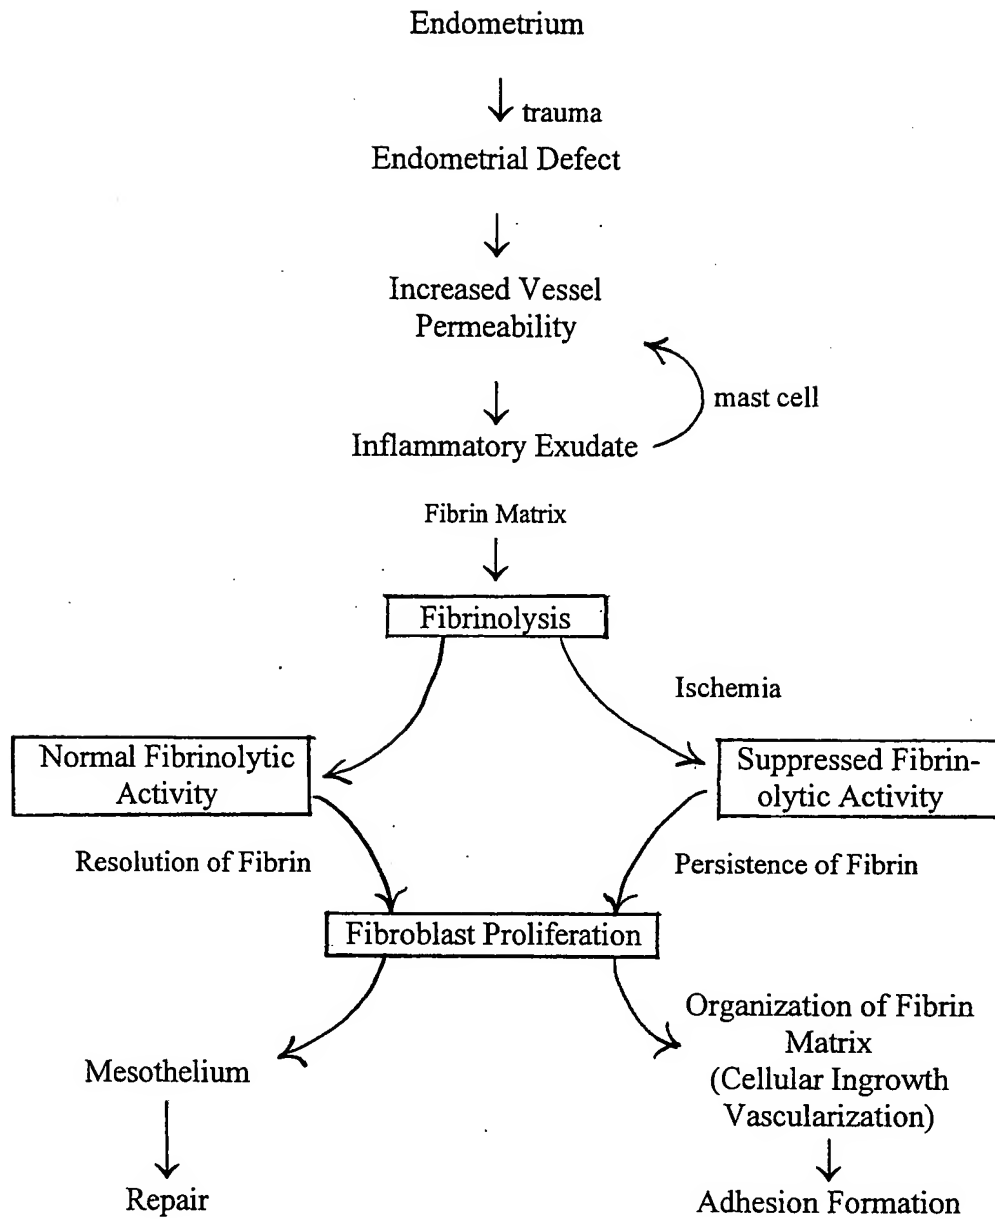 Endometrium
trauma
Endometrial Defect
Increased Vessel
Permeability
mast cell
Inflammatory Exudate
Fibrin Matrix
Fibrinolysis
Ischemia
Normal Fibrinolytic
Activity
Suppressed Fibrin-
olytic Activity
Resolution of Fibrin
Persistence of Fibrin
Fibroblast Proliferation
Mesothelium
Organization of Fibrin
Matrix
(Cellular Ingrowth
Vascularization)
Repair
Adhesion Formation